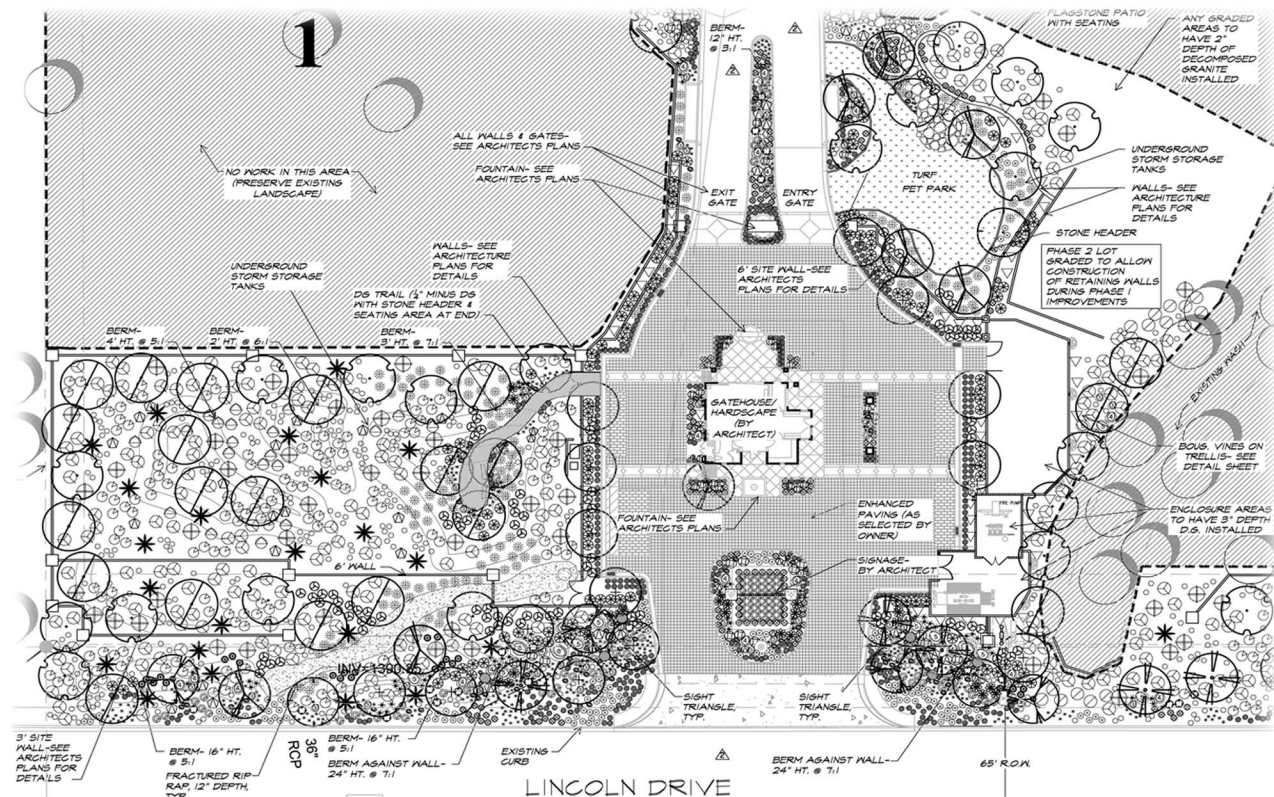 1
BERM-
12" HT.
@ 3:1
2
2
FLAGSTONE PATIO
WITH SEATING
ANY GRADED
AREAS TO
HAVE 2"
DEPTH OF
DECOMPOSED
GRANITE
INSTALLED
ALL WALLS & GATES-
SEE ARCHITECTS PLANS
FOUNTAIN- SEE
ARCHITECTS PLANS
NO WORK IN THIS AREA
(PRESERVE EXISTING
LANDSCAPE)
EXIT
GATE
ENTRY
GATE
TURF
PET PARK
UNDERGROUND
STORM STORAGE
TANKS
WALLS- SEE
ARCHITECTURE
PLANS FOR
DETAILS
STONE HEADER
PHASE 2 LOT
GRADED TO ALLOW
CONSTRUCTION
OF RETAINING WALLS
DURING PHASE 1
IMPROVEMENTS
WALLS- SEE
ARCHITECTURE
PLANS FOR
DETAILS
UNDERGROUND
STORM STORAGE
TANKS
DG TRAIL (1/2" MINUS DG
WITH STONE HEADER &
SEATING AREA AT END)
6' SITE WALL-SEE
ARCHITECTS
PLANS FOR DETAILS
BERM-
4' HT. @ 5:1
BERM-
2' HT. @ 6:1
BERM-
3' HT. @ 7:1
EXISTING WASH
GATEHOUSE/
HARDSCAPE
(BY
ARCHITECT)
BOUG. VINES ON
TRELLIS- SEE
DETAIL SHEET
FOUNTAIN- SEE
ARCHITECTS PLANS
ENHANCED
PAVING (AS
SELECTED BY
OWNER)
FIRE PUMP
ENCLOSURE AREAS
TO HAVE 3" DEPTH
D.G. INSTALLED
SIGNAGE-
BY ARCHITECT
6' WALL
INV=1390.65
SIGHT
TRIANGLE,
TYP.
SIGHT
TRIANGLE,
TYP.
3' SITE
WALL-SEE
ARCHITECTS
PLANS FOR
DETAILS
BERM- 16" HT.
@ 5:1
FRACTURED RIP
RAP, 12" DEPTH,
TYP.
36"
RCP
BERM- 16" HT.
@ 5:1
BERM AGAINST WALL-
24" HT. @ 7:1
EXISTING
CURB
2
BERM AGAINST WALL-
24" HT. @ 7:1
65' R.O.W.
LINCOLN DRIVE